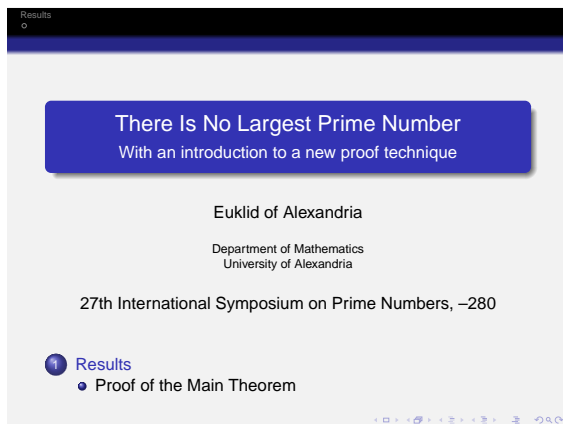 Results
There Is No Largest Prime Number
With an introduction to a new proof technique
Euklid of Alexandria
Department of Mathematics
University of Alexandria
27th International Symposium on Prime Numbers, –280
1 Results
Proof of the Main Theorem